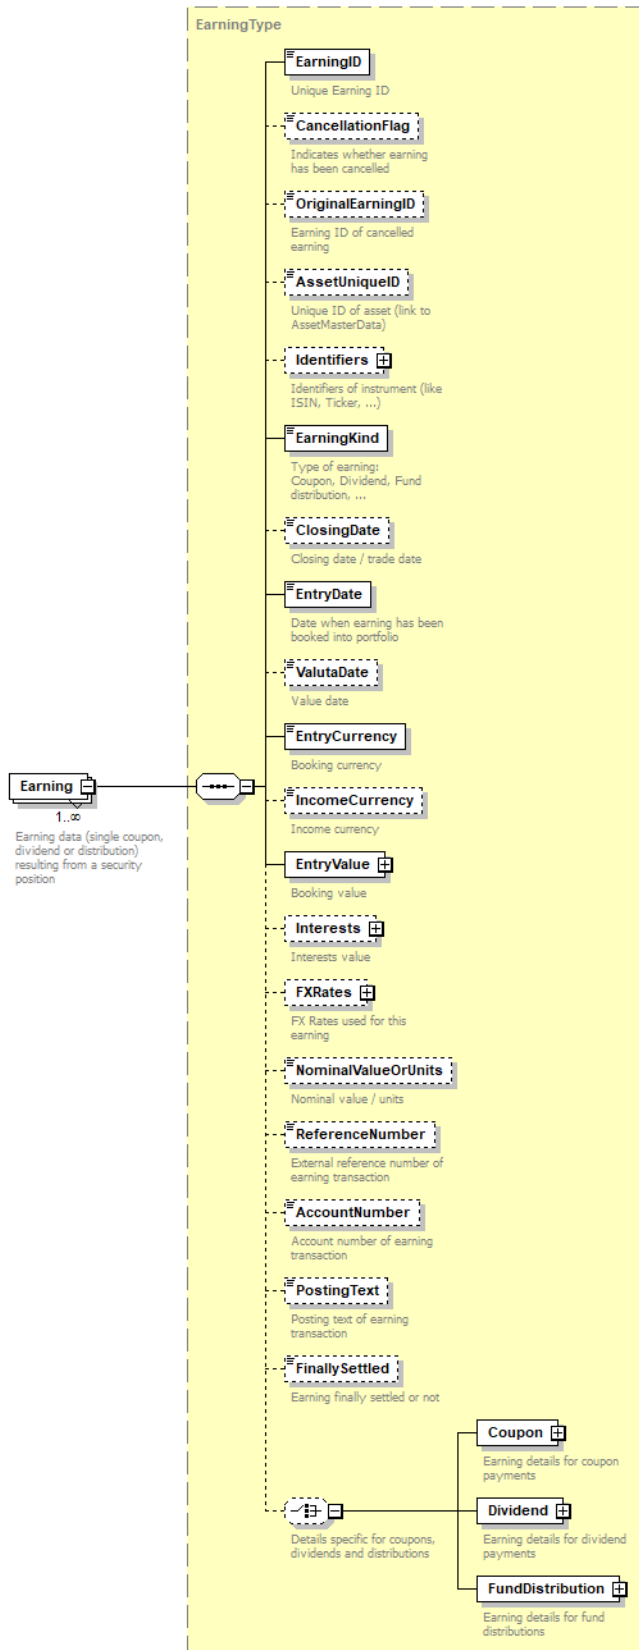 EarningType
EarningID
Unique Earning ID
CancellationFlag
Indicates whether earning
has been cancelled
OriginalEarningID
Earning ID of cancelled
earning
AssetUniqueID
Unique ID of asset (link to
AssetMasterData)
Identifiers
Identifiers of instrument (like
ISIN, Ticker, ...)
EarningKind
Type of earning:
Coupon, Dividend, Fund
distribution, ...
ClosingDate
Closing date / trade date
EntryDate
Date when earning has been
booked into portfolio
ValutaDate
Value date
EntryCurrency
Booking currency
Earning
1..∞
Earning data (single coupon,
dividend or distribution)
resulting from a security
position
IncomeCurrency
Income currency
EntryValue
Booking value
Interests
Interests value
FXRates
FX Rates used for this
earning
NominalValueOrUnits
Nominal value / units
ReferenceNumber
External reference number of
earning transaction
AccountNumber
Account number of earning
transaction
PostingText
Posting text of earning
transaction
FinallySettled
Earning finally settled or not
Details specific for coupons,
dividends and distributions
Coupon
Earning details for coupon
payments
Dividend
Earning details for dividend
payments
FundDistribution
Earning details for fund
distributions